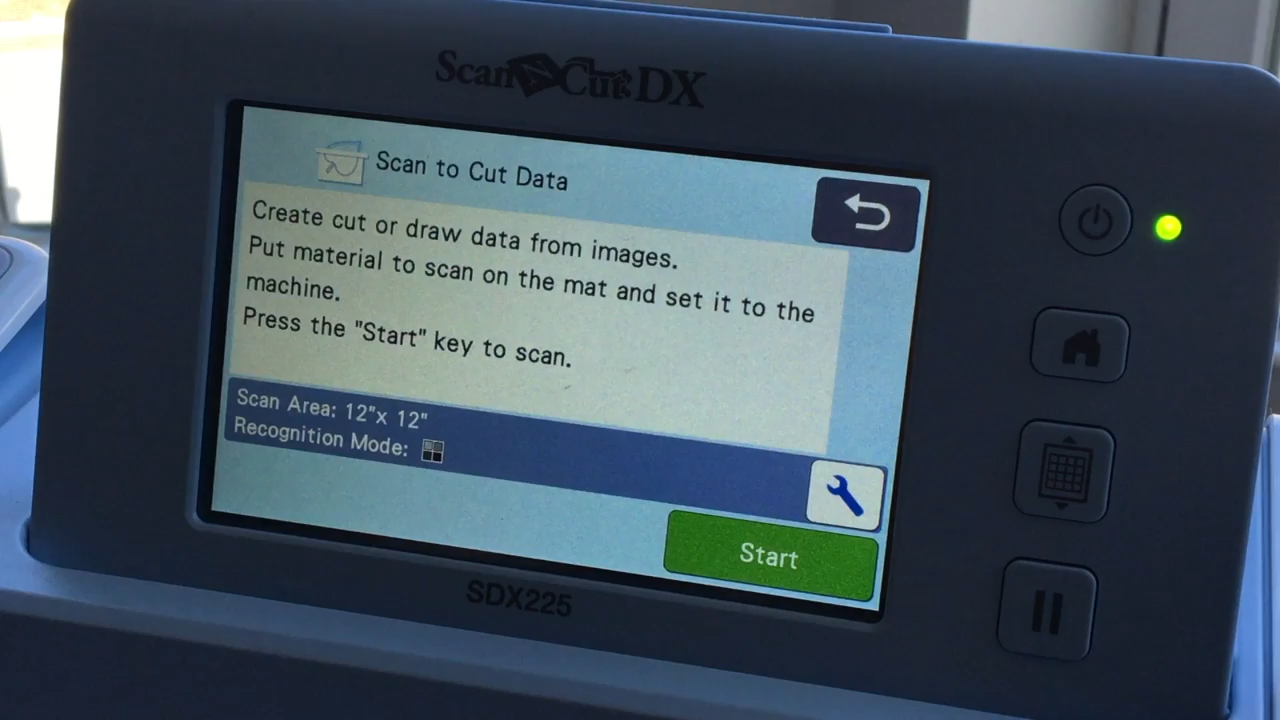 ScanNCut DX
Scan to Cut Data
Create cut or draw data from images.
Put material to scan on the mat and set it to the
machine.
Press the "Start" key to scan.
Scan Area: 12"x 12"
Recognition Mode:
Start
SDX225